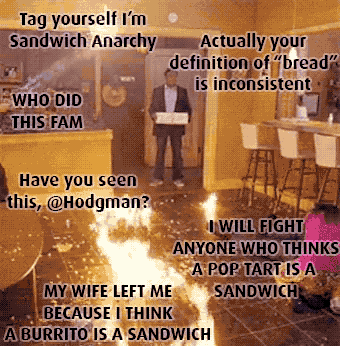 Tag yourself I'm
Sandwich Anarchy
Actually your
definition of "bread"
is inconsistent
WHO DID
THIS FAM
Have you seen
this, @Hodgman?
I WILL FIGHT
ANYONE WHO THINKS
A POP TART IS A
SANDWICH
MY WIFE LEFT ME
BECAUSE I THINK
A BURRITO IS A SANDWICH